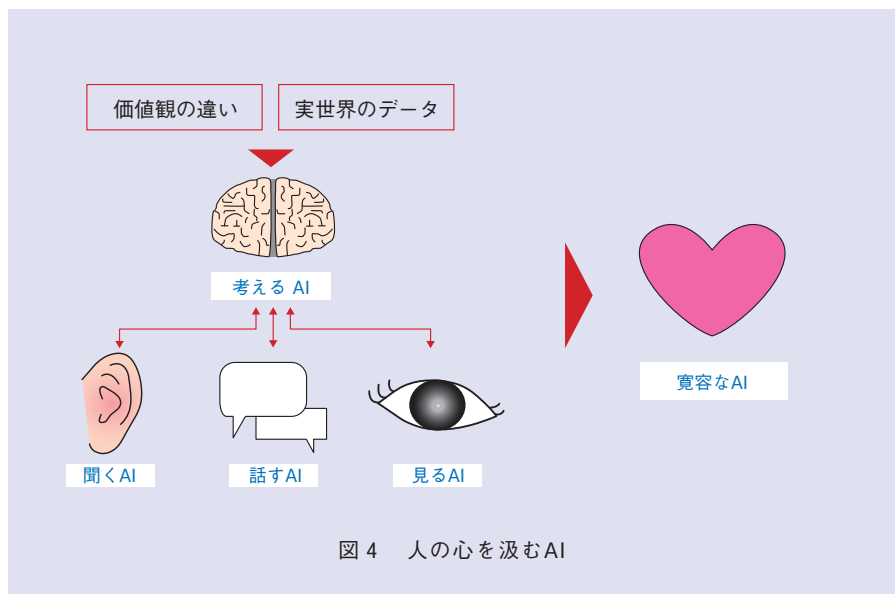 価値観の違い
実世界のデータ
考える AI
寛容なAI
聞くAI
話すAI
見るAI
図 4　人の心を汲むAI